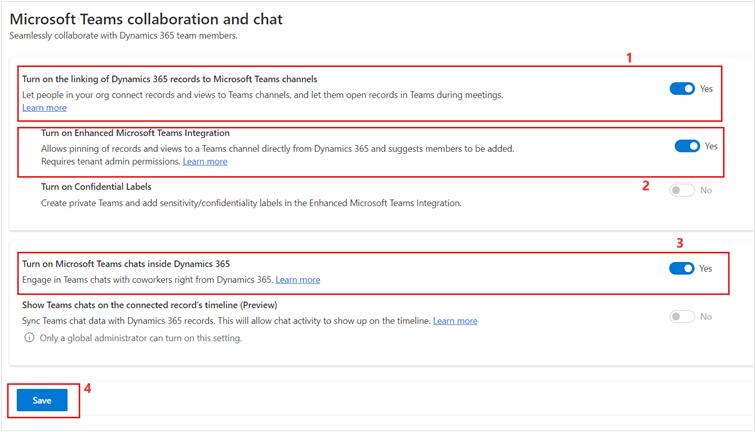 Microsoft Teams collaboration and chat
Seamlessly collaborate with Dynamics 365 team members.
1
Turn on the linking of Dynamics 365 records to Microsoft Teams channels
Let people in your org connect records and views to Teams channels, and let them open records in Teams during meetings.
Yes
Learn more
Turn on Enhanced Microsoft Teams Integration
Allows pinning of records and views to a Teams channel directly from Dynamics 365 and suggests members to be added.
Yes
Requires tenant admin permissions. Learn more
Turn on Confidential Labels
2
No
Create private Teams and add sensitivity/confidentiality labels in the Enhanced Microsoft Teams Integration.
3
Turn on Microsoft Teams chats inside Dynamics 365
Yes
Engage in Teams chats with coworkers right from Dynamics 365. Learn more
Show Teams chats on the connected record's timeline (Preview)
No
Sync Teams chat data with Dynamics 365 records. This will allow chat activity to show up on the timeline. Learn more
Only a global administrator can turn on this setting.
4
Save